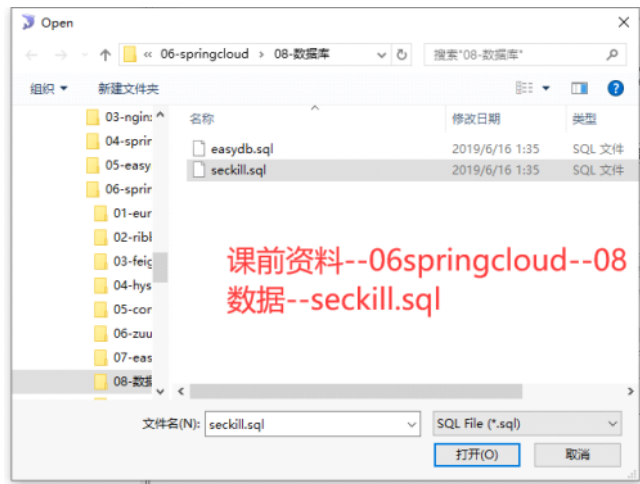 Open
« 06-springcloud › 08-数据库
搜索"08-数据库"
组织
新建文件夹
名称
修改日期
类型
03-ngin
04-sprir
05-easy
06-sprir
01-eur
02-ribl
03-feig
04-hys
05-cor
06-zuu
07-eas
08-数据
easydb.sql 2019/6/16 1:35 SQL 文件
seckill.sql 2019/6/16 1:35 SQL 文件
课前资料--06springcloud--08
数据--seckill.sql
文件名(N): seckill.sql
SQL File (*.sql)
打开(O)
取消